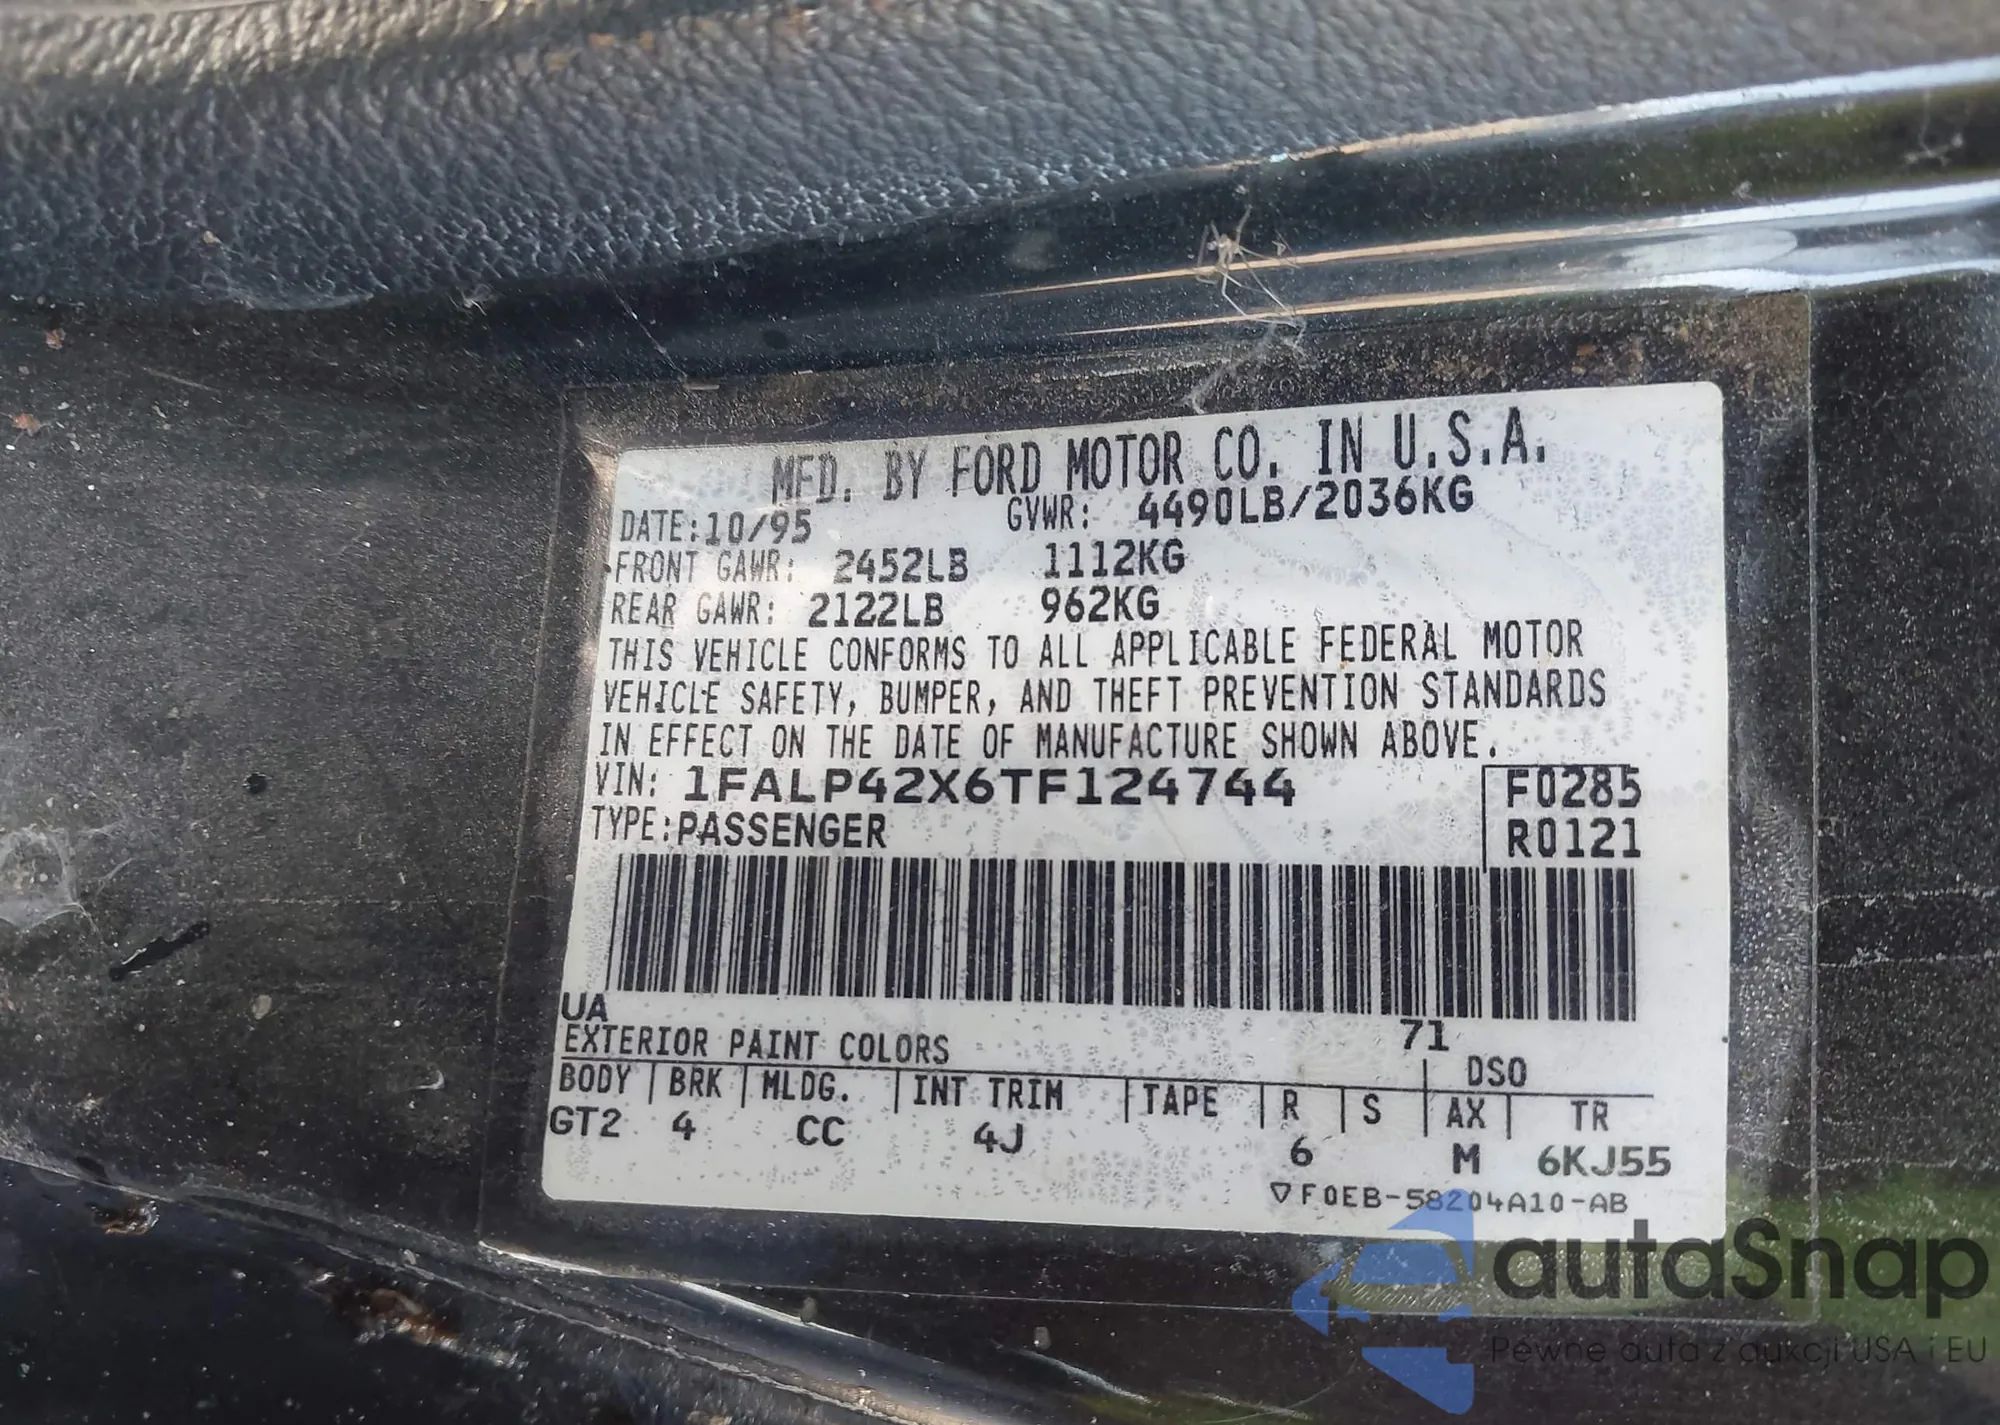 MFD. BY FORD MOTOR CO. IN U.S.A.
DATE:10/95 GVWR: 4490LB/2036KG
FRONT GAWR: 2452LB 1112KG
REAR GAWR: 2122LB 962KG
THIS VEHICLE CONFORMS TO ALL APPLICABLE FEDERAL MOTOR
VEHICLE SAFETY, BUMPER, AND THEFT PREVENTION STANDARDS
IN EFFECT ON THE DATE OF MANUFACTURE SHOWN ABOVE.
VIN: 1FALP42X6TF124744 F0285
TYPE:PASSENGER R0121
UA 71
EXTERIOR PAINT COLORS DSO
BODY BRK MLDG. INT TRIM TAPE R S AX TR
GT2 4 CC 4J 6 M 6KJ55
▽F0EB-58204A10-AB
autaSnap
Pewne auta z aukcji USA i EU